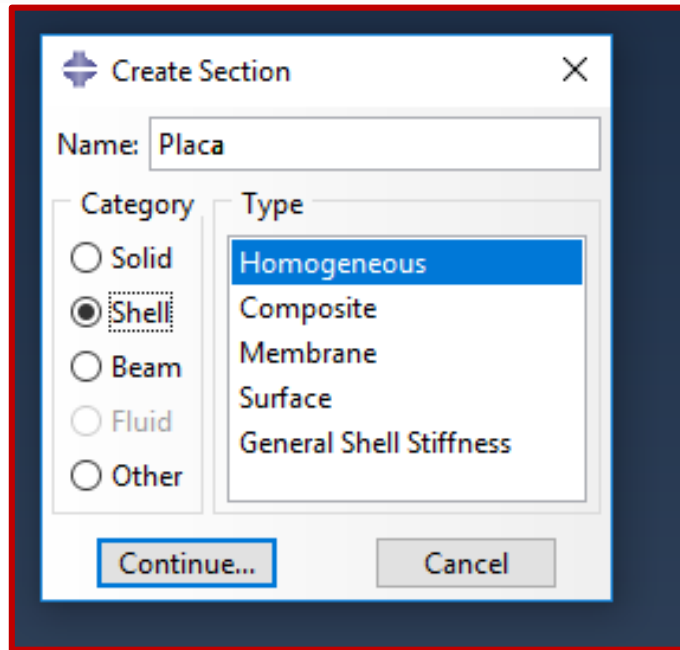 Create Section
Name: Placa
Category
Solid
Shell
Beam
Fluid
Other
Type
Homogeneous
Composite
Membrane
Surface
General Shell Stiffness
Continue...
Cancel